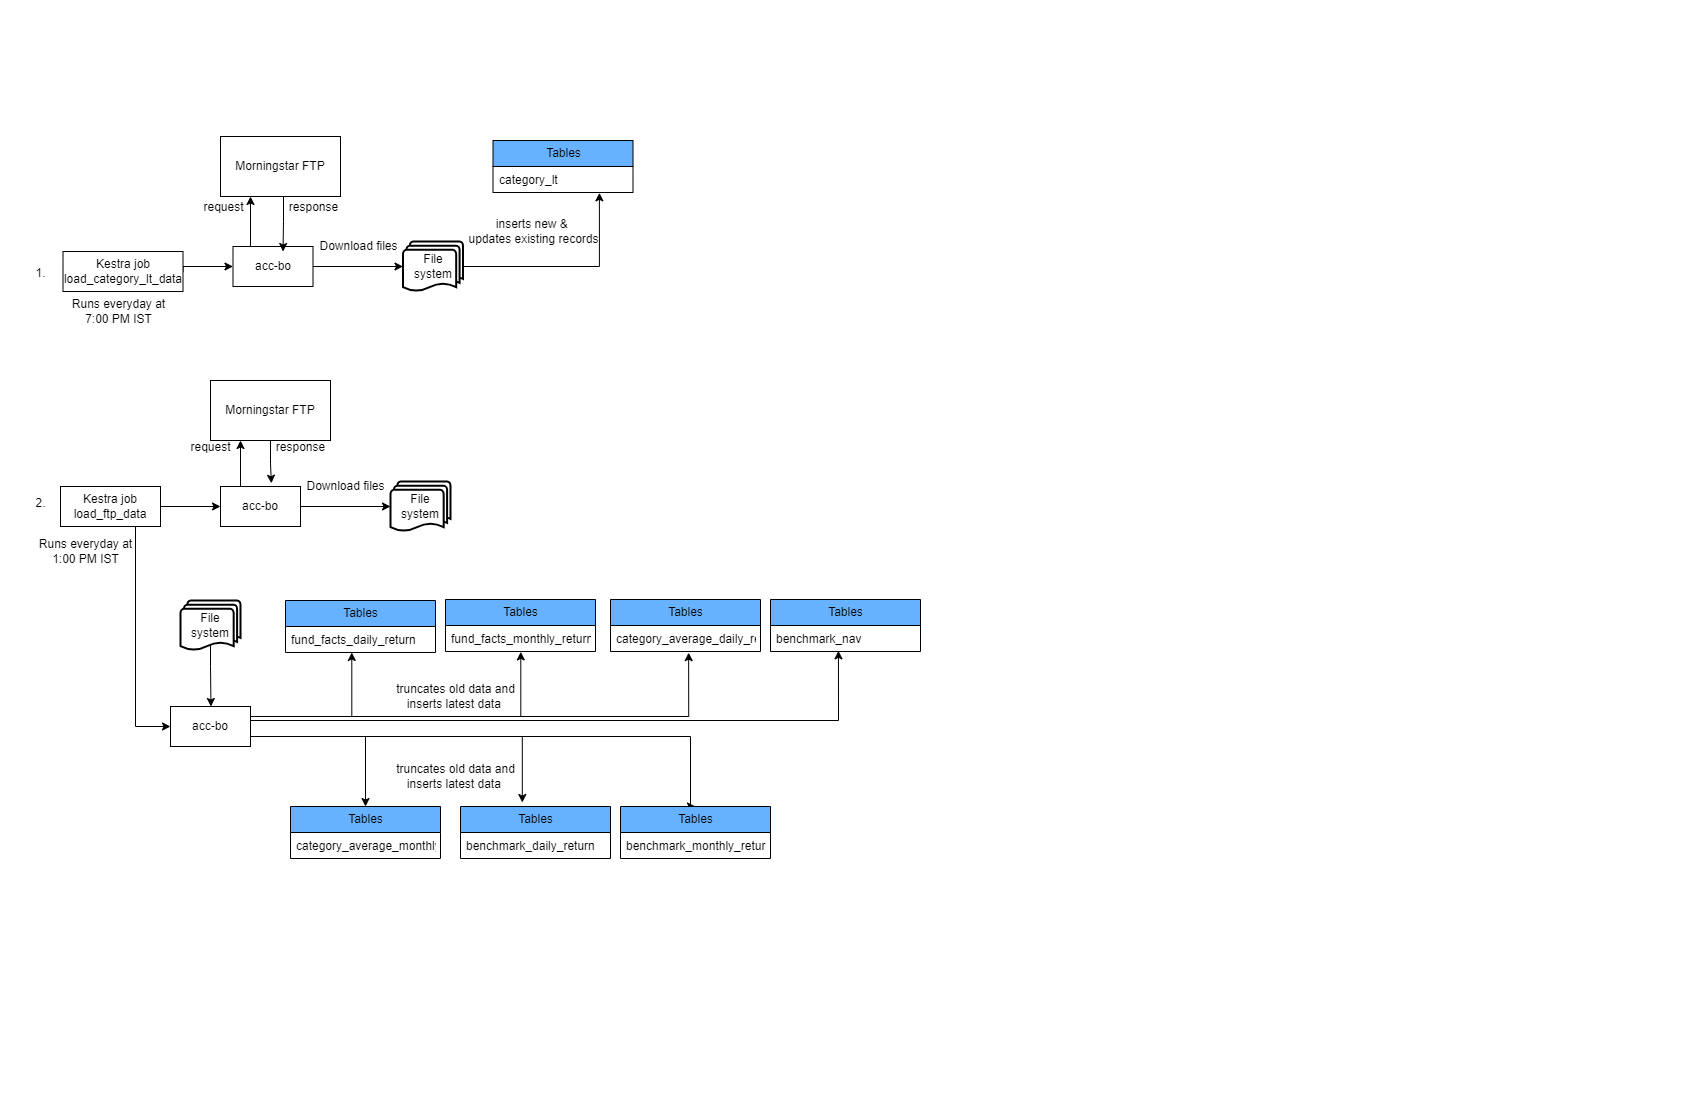 Morningstar FTP
Tables
category_lt
request
response
inserts new &
updates existing records
Download files
1.
Kestra job
load_category_lt_data
acc-bo
File
system
Runs everyday at
7:00 PM IST
Morningstar FTP
request
response
Download files
2.
Kestra job
load_ftp_data
acc-bo
File
system
Runs everyday at
1:00 PM IST
File
system
Tables
fund_facts_daily_return
Tables
fund_facts_monthly_return
Tables
category_average_daily_r
Tables
benchmark_nav
truncates old data and
inserts latest data
acc-bo
truncates old data and
inserts latest data
Tables
category_average_monthl
Tables
benchmark_daily_return
Tables
benchmark_monthly_retur